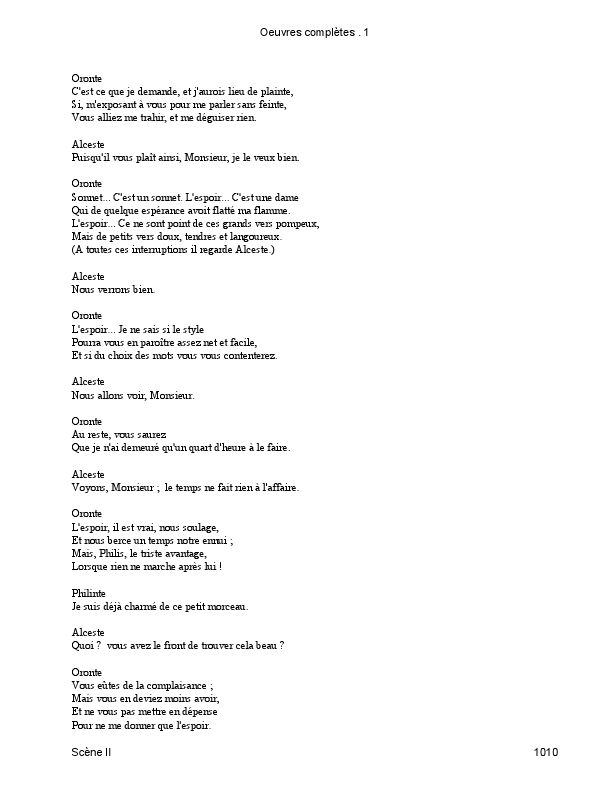 Oeuvres complètes . 1
Oronte
C'est ce que je demande, et j'aurois lieu de plainte,
Si, m'exposant à vous pour me parler sans feinte,
Vous alliez me trahir, et me déguiser rien.
Alceste
Puisqu'il vous plaît ainsi, Monsieur, je le veux bien.
Oronte
Sonnet... C'est un sonnet. L'espoir... C'est une dame
Qui de quelque espérance avoit flatté ma flamme.
L'espoir... Ce ne sont point de ces grands vers pompeux,
Mais de petits vers doux, tendres et langoureux.
(A toutes ces interruptions il regarde Alceste.)
Alceste
Nous verrons bien.
Oronte
L'espoir... Je ne sais si le style
Pourra vous en paroître assez net et facile,
Et si du choix des mots vous vous contenterez.
Alceste
Nous allons voir, Monsieur.
Oronte
Au reste, vous saurez
Que je n'ai demeuré qu'un quart d'heure à le faire.
Alceste
Voyons, Monsieur ; le temps ne fait rien à l'affaire.
Oronte
L'espoir, il est vrai, nous soulage,
Et nous berce un temps notre ennui ;
Mais, Philis, le triste avantage,
Lorsque rien ne marche après lui !
Philinte
Je suis déjà charmé de ce petit morceau.
Alceste
Quoi ? vous avez le front de trouver cela beau ?
Oronte
Vous eûtes de la complaisance ;
Mais vous en deviez moins avoir,
Et ne vous pas mettre en dépense
Pour ne me donner que l'espoir.
Scène II 1010